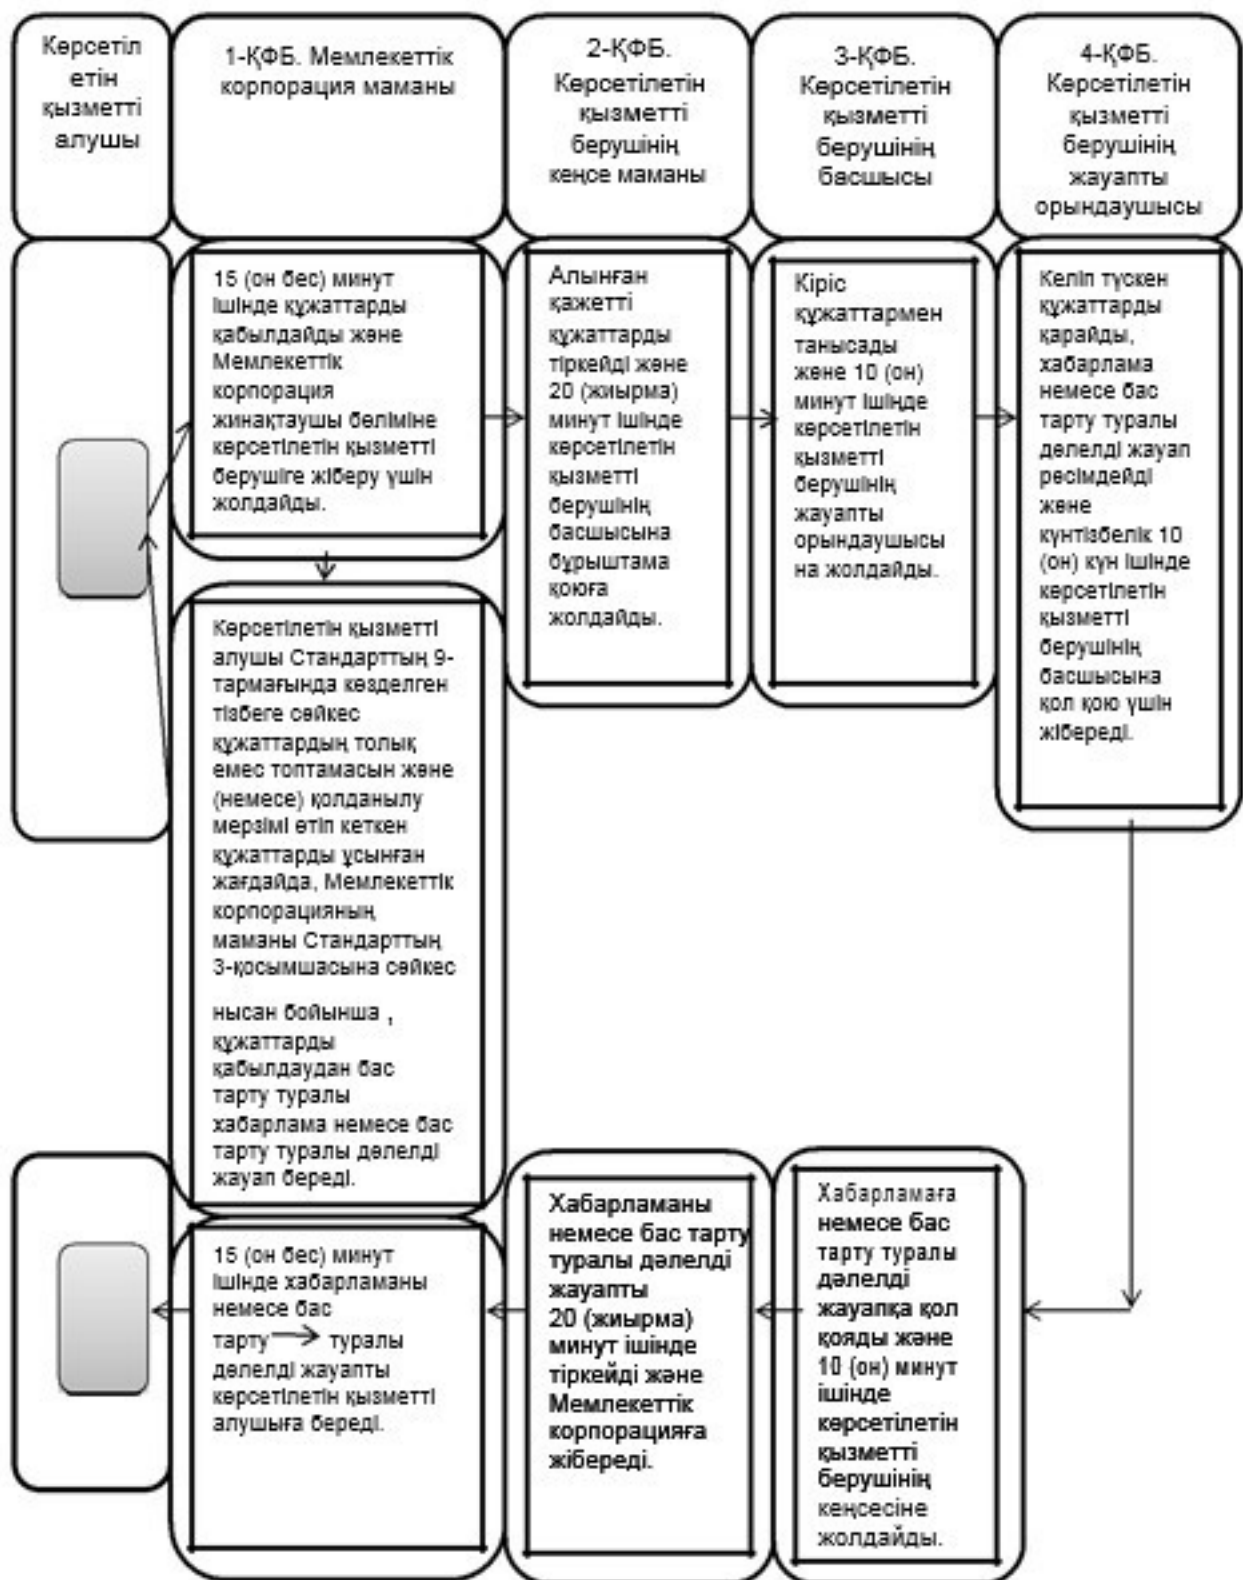 Көрсетіл
етін
қызметті
алушы
1-ҚФБ. Мемлекеттік
корпорация маманы
2-ҚФБ.
Көрсетілетін
қызметті
берушінің
кеңсе маманы
3-ҚФБ.
Көрсетілетін
қызметті
берушінің
басшысы
4-ҚФБ.
Көрсетілетін
қызметті
берушінің
жауапты
орындаушысы
15 (он бес) минут
ішінде құжаттарды
қабылдайды және
Мемлекеттік
корпорация
жинақтаушы бөліміне
көрсетілетін қызметті
берушіге жіберу үшін
жолдайды.
Алынған
қажетті
құжаттарды
тіркейді және
20 (жиырма)
минут ішінде
көрсетілетін
қызметті
берушінің
басшысына
бұрыштама
қоюға
жолдайды.
Кіріс
құжаттармен
танысады
және 10 (он)
минут ішінде
көрсетілетін
қызметті
берушінің
жауапты
орындаушысы
на жолдайды.
Келіп түскен
құжаттарды
қарайды,
хабарлама
немесе бас
тарту туралы
дәлелді жауап
ресімдейді
және
күнтізбелік 10
(он) күн ішінде
көрсетілетін
қызметті
берушінің
басшысына
қол қою үшін
жібереді.
Көрсетілетін қызметті
алушы Стандарттың 9-
тармағында көзделген
тізбеге сәйкес
құжаттардың толық
емес топтамасын және
(немесе) қолданылу
мерзімі өтіп кеткен
құжаттарды ұсынған
жағдайда, Мемлекеттік
корпорацияның
маманы Стандарттың
3-қосымшасына сәйкес
нысан бойынша ,
құжаттарды
қабылдаудан бас
тарту туралы
хабарлама немесе бас
тарту туралы дәлелді
жауап береді.
15 (он бес) минут
ішінде хабарламаны
немесе бас
тарту туралы
дәлелді жауапты
көрсетілетін қызметті
алушыға береді.
Хабарламаны
немесе бас тарту
туралы дәлелді
жауапты
20 (жиырма)
минут ішінде
тіркейді және
Мемлекеттік
корпорацияға
жібереді.
Хабарламаға
немесе бас
тарту туралы
дәлелді
жауапқа қол
қояды және
10 (он) минут
ішінде
көрсетілетін
қызметті
берушінің
кеңсесіне
жолдайды.